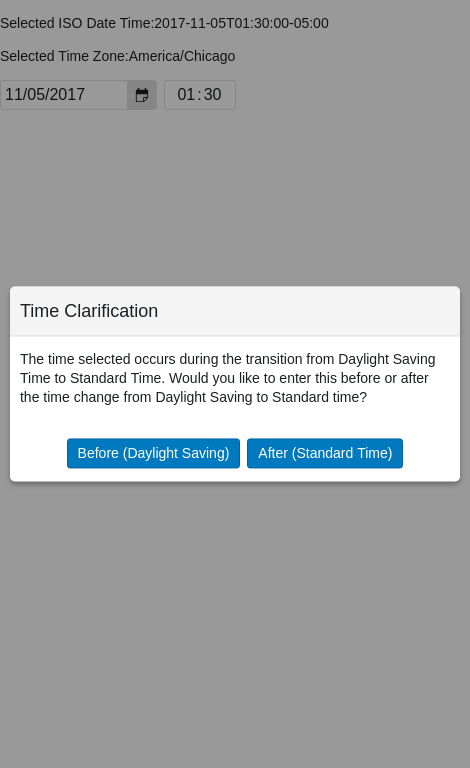 Selected ISO Date Time:2017-11-05T01:30:00-05:00
Selected Time Zone:America/Chicago
11/05/2017 01:30
Time Clarification
The time selected occurs during the transition from Daylight Saving
Time to Standard Time. Would you like to enter this before or after
the time change from Daylight Saving to Standard time?
Before (Daylight Saving) After (Standard Time)